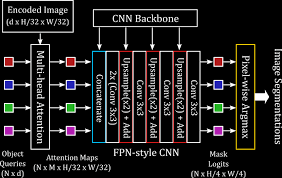 Encoded Image
(d x H/32 x W/32)
CNN Backbone
Multi-head Attention
Concatenate
2x (Conv 3x3)
Upsample(x2) + Add
Conv 3x3
Upsample(x2) + Add
Conv 3x3
Upsample(x2) + Add
Conv 3x3
Pixel-wise Argmax
Image Segmentations
Object
Queries
(N x d)
Attention Maps
(N x M x H/32 x W/32)
FPN-style CNN
Mask
Logits
(N x H/4 x W/4)